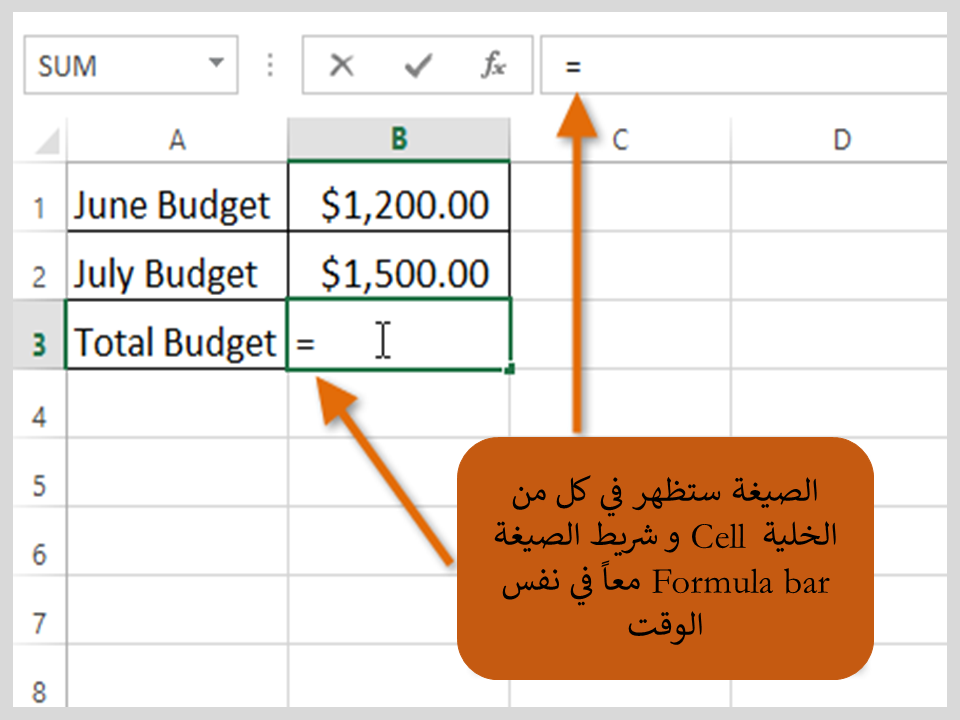 SUM fx =
A B C D
1 June Budget $1,200.00
2 July Budget $1,500.00
3 Total Budget =
4
5
6
7
8
الصيغة ستظهر في كل من
الخلية Cell و شريط الصيغة
Formula bar معاً في نفس
الوقت